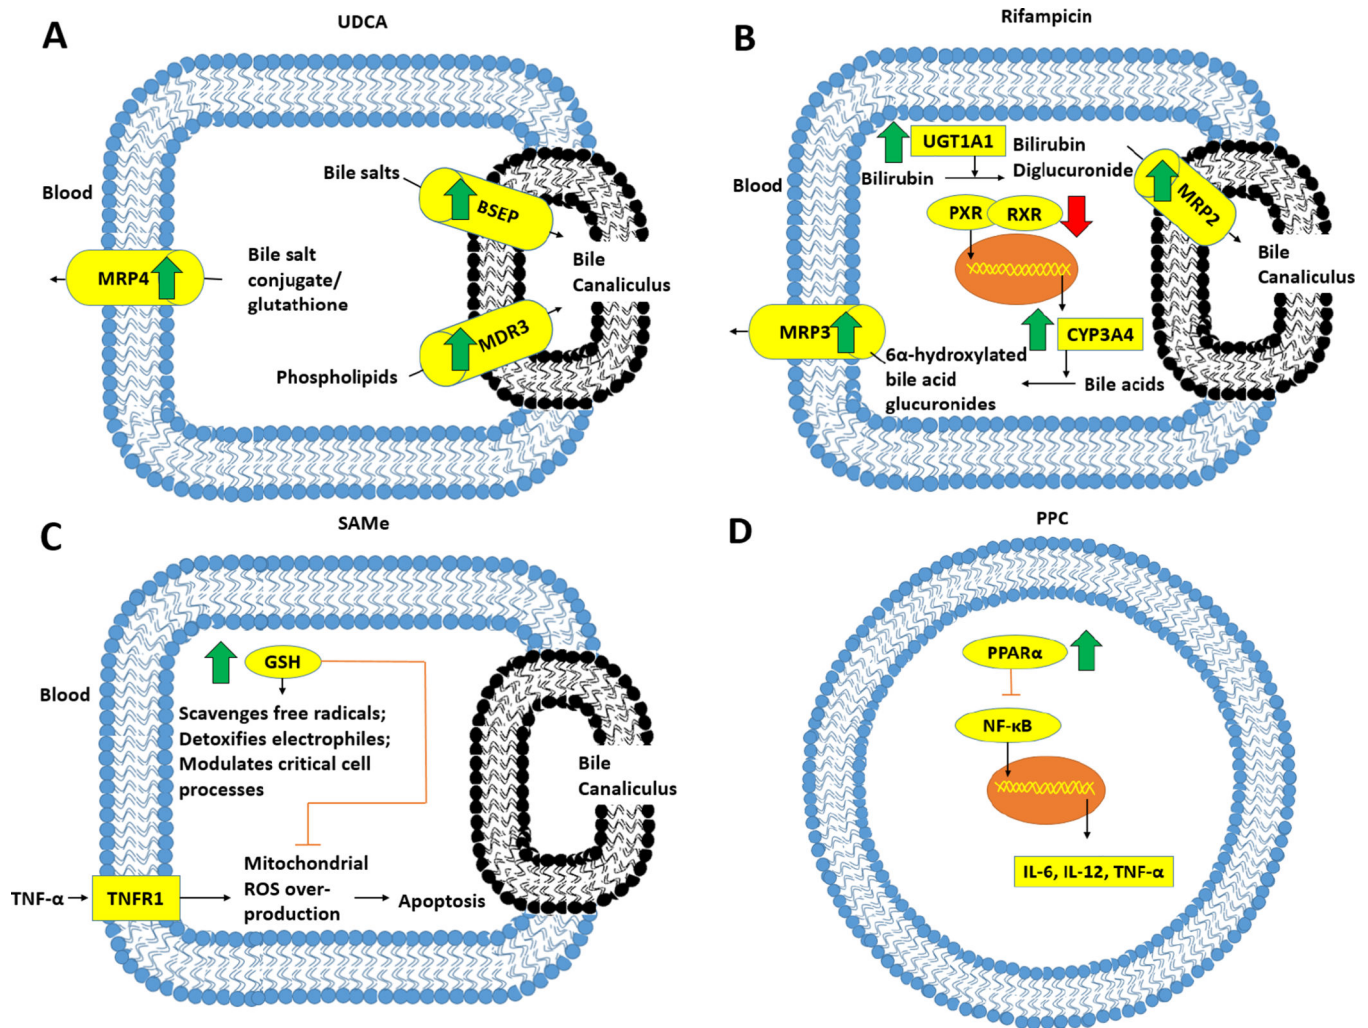 A
UDCA
Blood
Bile salts
BSEP
MRP4
Bile salt
conjugate/
glutathione
Bile
Canaliculus
MDR3
Phospholipids
B
Rifampicin
UGT1A1
Bilirubin
Diglucuronide
Bilirubin
Blood
PXR
RXR
MRP2
Bile
Canaliculus
MRP3
CYP3A4
6α-hydroxylated
bile acid
glucuronides
Bile acids
C
SAMe
GSH
Blood
Scavenges free radicals;
Detoxifies electrophiles;
Modulates critical cell
processes
Bile
Canaliculus
TNF-α
TNFR1
Mitochondrial
ROS over-
production
Apoptosis
D
PPC
PPARα
NF-κB
IL-6, IL-12, TNF-α